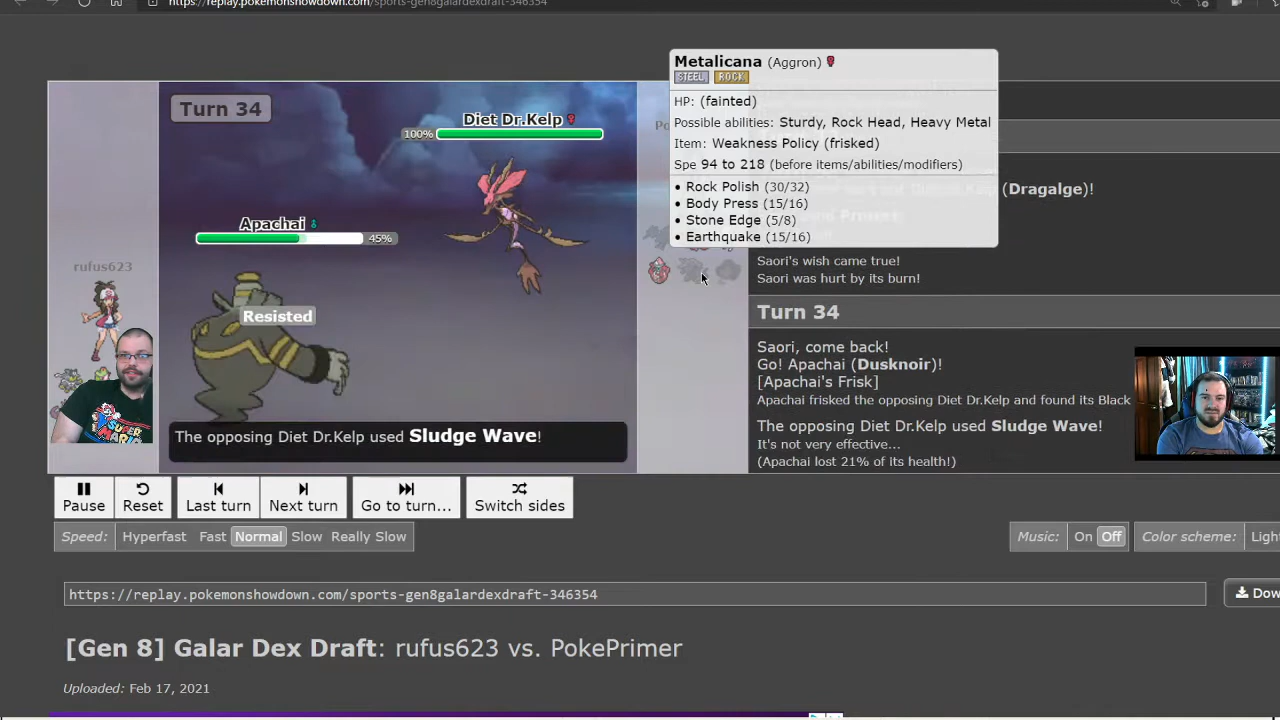 https://replay.pokemonshowdown.com/sports-gen8galardexdraft-346354
Turn 34
Diet Dr.Kelp
100%
Apachai
45%
rufus623
Resisted
The opposing Diet Dr.Kelp used Sludge Wave!
Metalicana (Aggron)
STEEL ROCK
HP: (fainted)
Possible abilities: Sturdy, Rock Head, Heavy Metal
Item: Weakness Policy (frisked)
Spe 94 to 218 (before items/abilities/modifiers)
• Rock Polish (30/32)
• Body Press (15/16)
• Stone Edge (5/8)
• Earthquake (15/16)
(Dragalge)!
Saori's wish came true!
Saori was hurt by its burn!
Turn 34
Saori, come back!
Go! Apachai (Dusknoir)!
[Apachai's Frisk]
Apachai frisked the opposing Diet Dr.Kelp and found its Black
The opposing Diet Dr.Kelp used Sludge Wave!
It's not very effective...
(Apachai lost 21% of its health!)
Pause
Reset
Last turn
Next turn
Go to turn...
Switch sides
Speed: Hyperfast Fast Normal Slow Really Slow
Music: On Off
Color scheme: Ligh
https://replay.pokemonshowdown.com/sports-gen8galardexdraft-346354
Dow
[Gen 8] Galar Dex Draft: rufus623 vs. PokePrimer
Uploaded: Feb 17, 2021